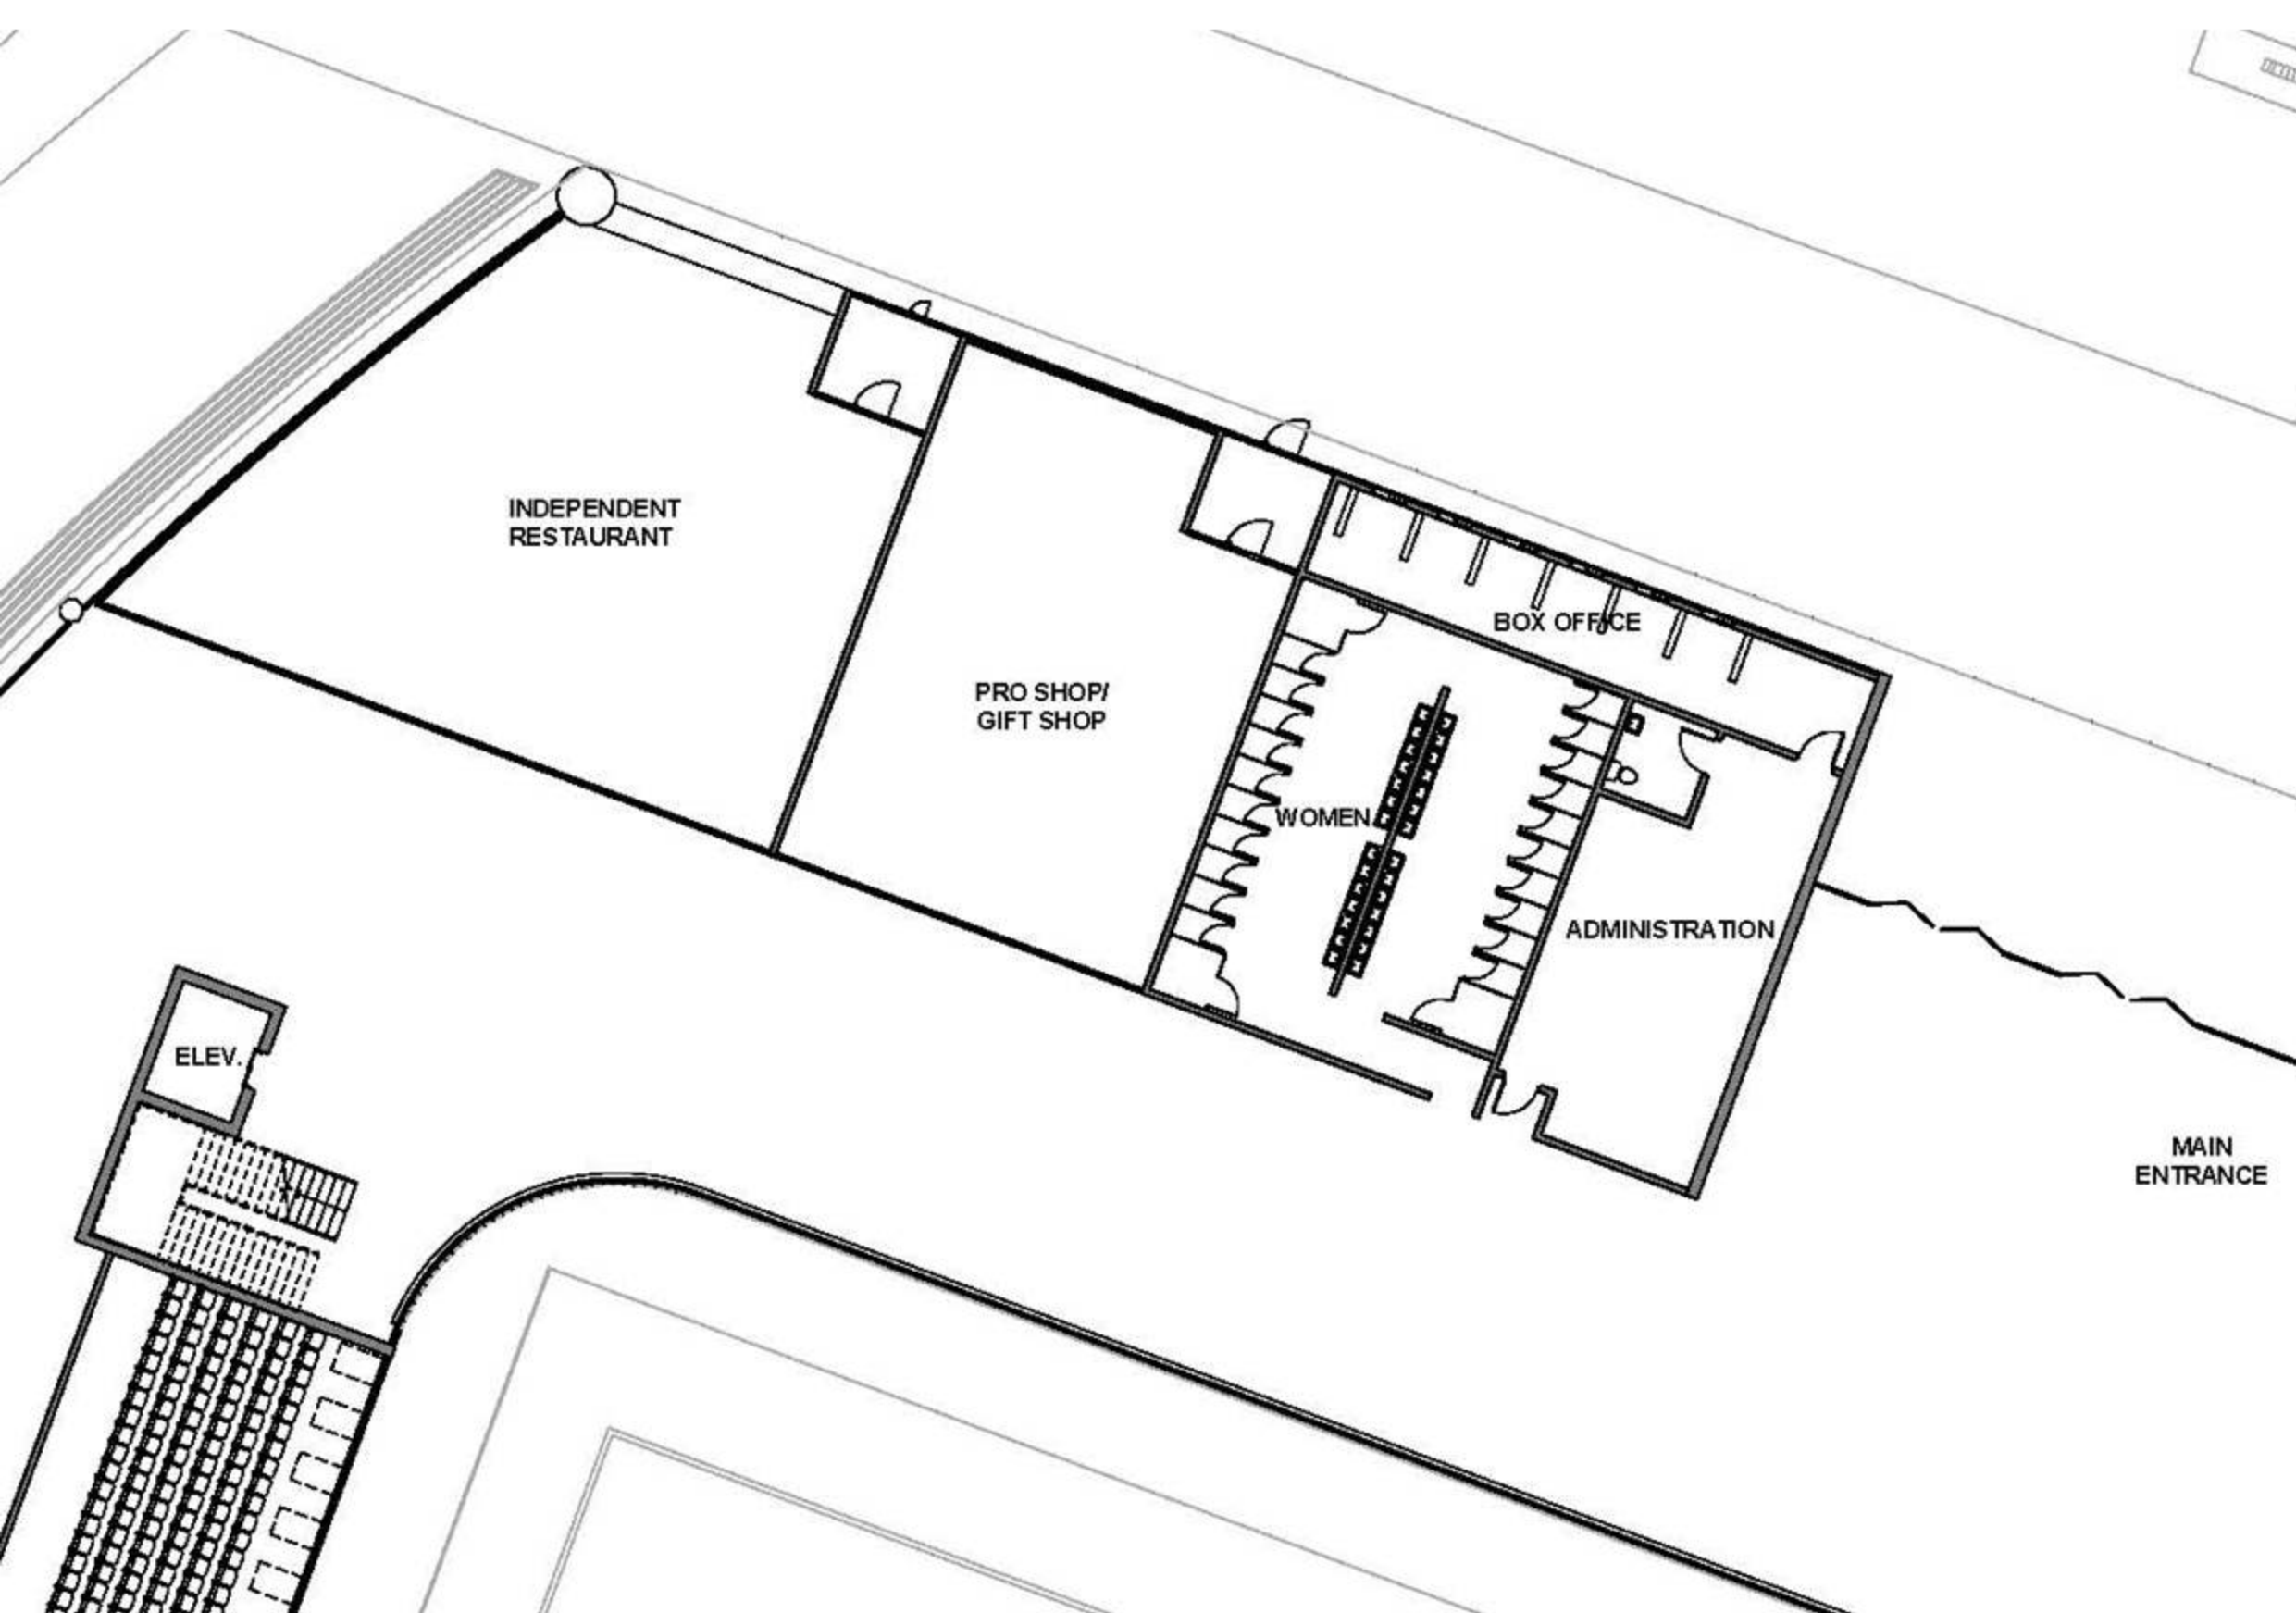 INDEPENDENT
RESTAURANT
BOX OFFICE
PRO SHOP/
GIFT SHOP
WOMEN
ADMINISTRATION
ELEV.
MAIN
ENTRANCE